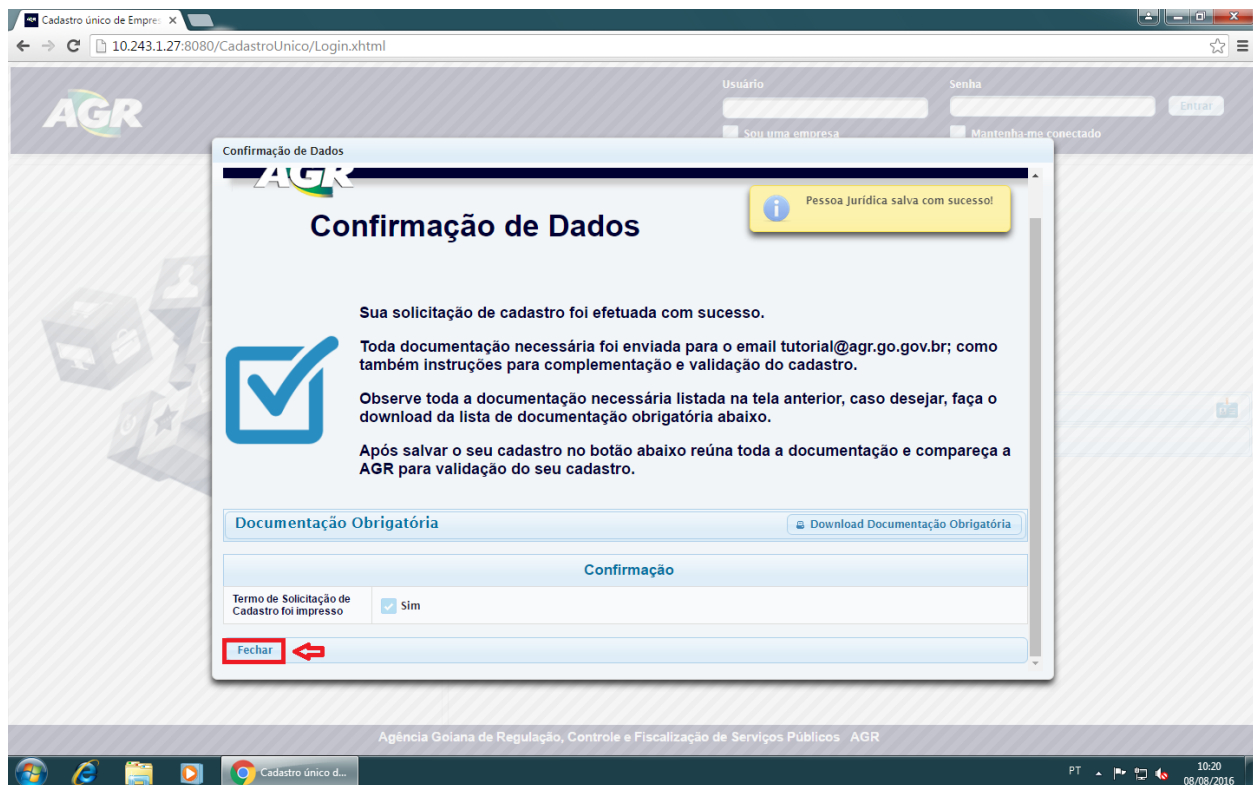 Cadastro único de Empres
10.243.1.27:8080/CadastroUnico/Login.xhtml
AGR
Usuário
Senha
Entrar
Sou uma empresa
Mantenha-me conectado
Confirmação de Dados
AGR
Pessoa Jurídica salva com sucesso!
Confirmação de Dados
Sua solicitação de cadastro foi efetuada com sucesso.
Toda documentação necessária foi enviada para o email tutorial@agr.go.gov.br; como
também instruções para complementação e validação do cadastro.
Observe toda a documentação necessária listada na tela anterior, caso desejar, faça o
download da lista de documentação obrigatória abaixo.
Após salvar o seu cadastro no botão abaixo reúna toda a documentação e compareça a
AGR para validação do seu cadastro.
Documentação Obrigatória
Download Documentação Obrigatória
Confirmação
Termo de Solicitação de
Cadastro foi impresso
Sim
Fechar
Agência Goiana de Regulação, Controle e Fiscalização de Serviços Públicos AGR
Cadastro único d...
PT
10:20
08/08/2016